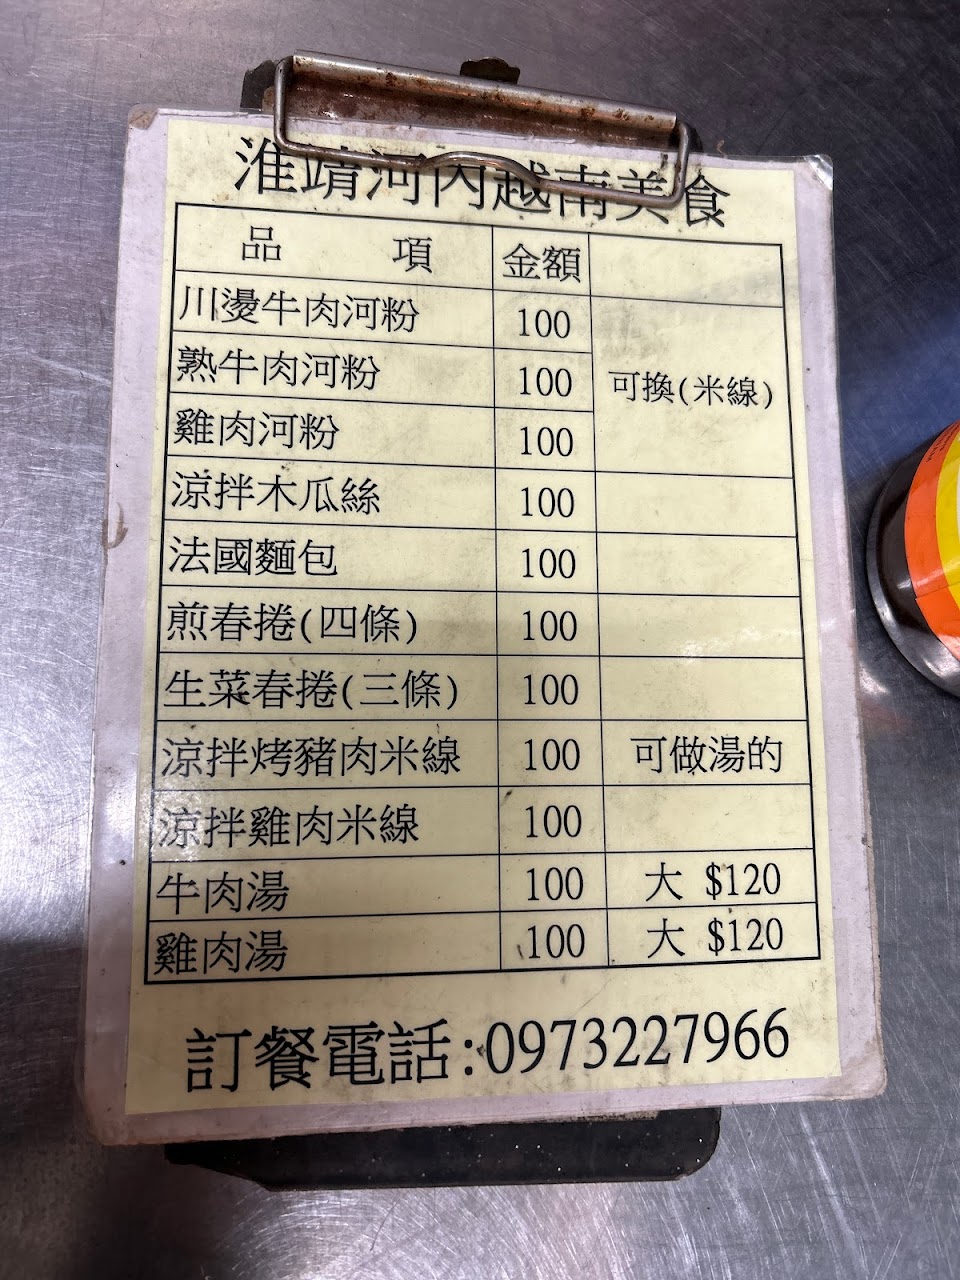 淮靖河內越南美食
品 項 金額
川燙牛肉河粉 100
熟牛肉河粉 100 可換(米線)
雞肉河粉 100
涼拌木瓜絲 100
法國麵包 100
煎春捲(四條) 100
生菜春捲(三條) 100
涼拌烤豬肉米線 100 可做湯的
涼拌雞肉米線 100
牛肉湯 100 大 $120
雞肉湯 100 大 $120
訂餐電話:0973227966